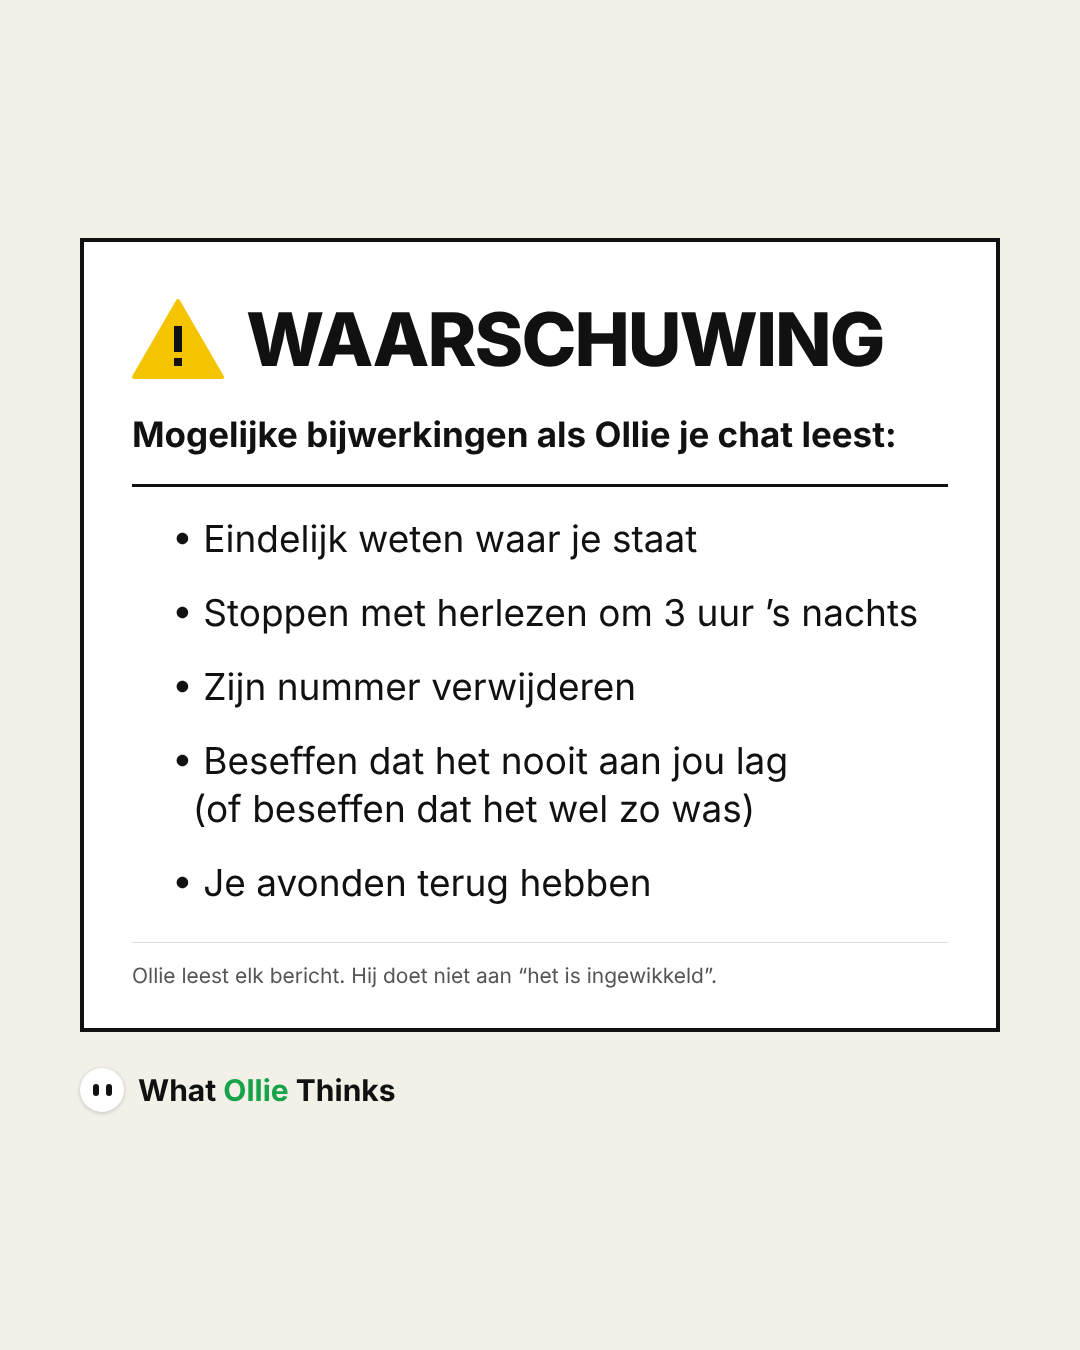 WAARSCHUWING
Mogelijke bijwerkingen als Ollie je chat leest:
• Eindelijk weten waar je staat
• Stoppen met herlezen om 3 uur ’s nachts
• Zijn nummer verwijderen
• Beseffen dat het nooit aan jou lag
(of beseffen dat het wel zo was)
• Je avonden terug hebben
Ollie leest elk bericht. Hij doet niet aan “het is ingewikkeld”.
What Ollie Thinks